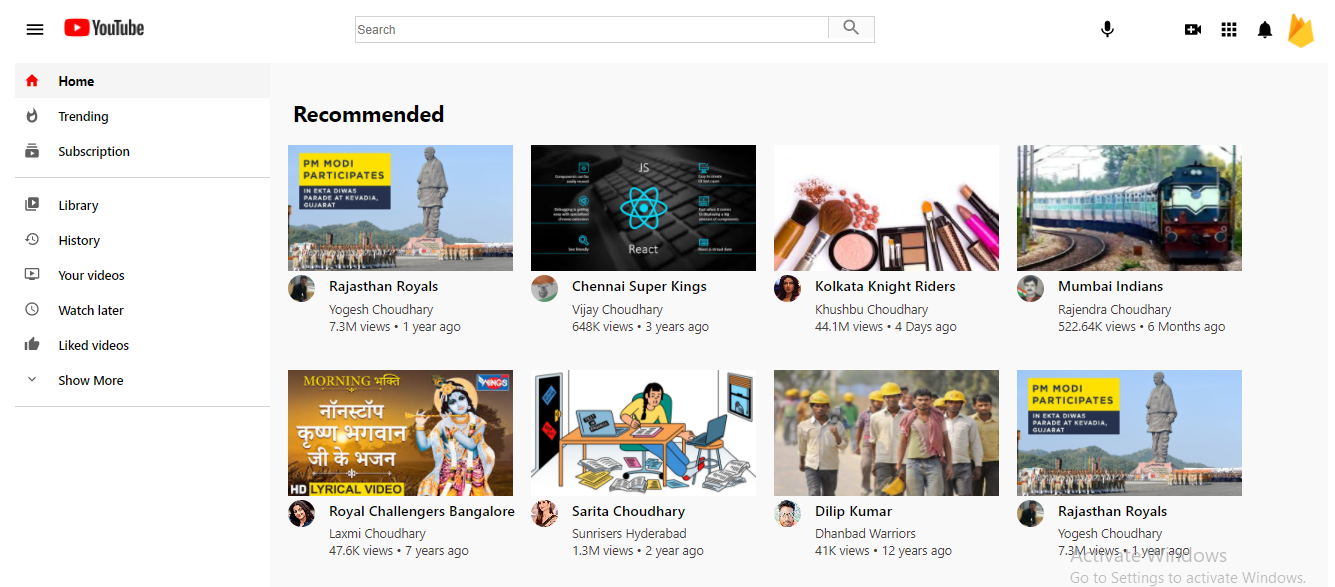 YouTube
Search
Home
Trending
Subscription
Library
History
Your videos
Watch later
Liked videos
Show More
Recommended
PM MODI
PARTICIPATES
IN EKTA DIWAS
PARADE AT KEVADIA,
GUJARAT
Rajasthan Royals
Yogesh Choudhary
7.3M views • 1 year ago
JS
React
Chennai Super Kings
Vijay Choudhary
648K views • 3 years ago
Kolkata Knight Riders
Khushbu Choudhary
44.1M views • 4 Days ago
Mumbai Indians
Rajendra Choudhary
522.64K views • 6 Months ago
MORNING भक्ति
WINGS
नॉनस्टॉप
कृष्ण भगवान
जी के भजन
HD LYRICAL VIDEO
Royal Challengers Bangalore
Laxmi Choudhary
47.6K views • 7 years ago
Sarita Choudhary
Sunrisers Hyderabad
1.3M views • 2 year ago
Dilip Kumar
Dhanbad Warriors
41K views • 12 years ago
PM MODI
PARTICIPATES
IN EKTA DIWAS
PARADE AT KEVADIA,
GUJARAT
Rajasthan Royals
Yogesh Choudhary
7.3M views • 1 year ago
Activate Windows
Go to Settings to activate Windows.